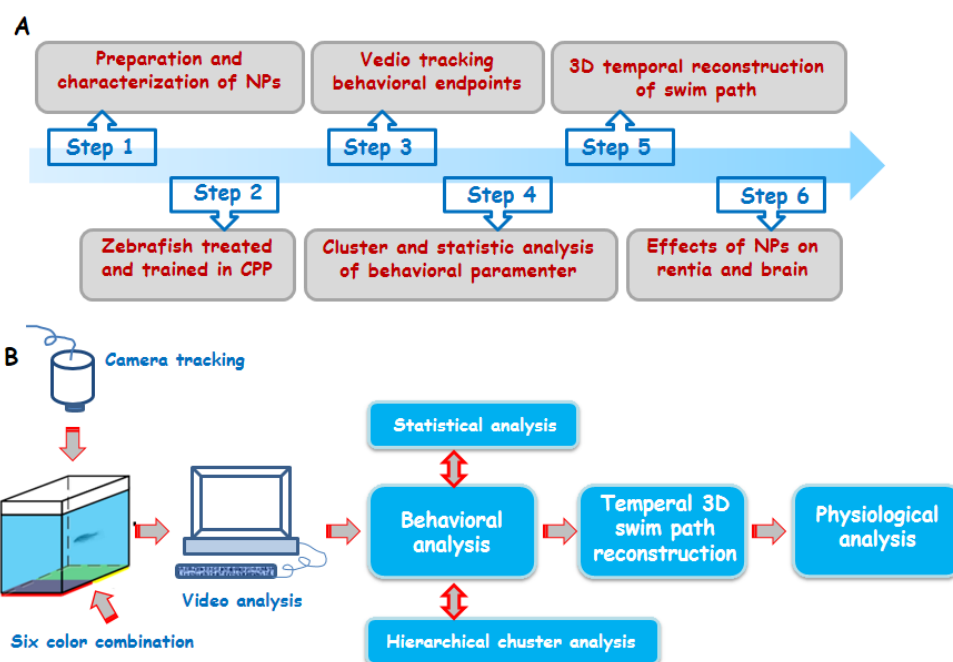 A
Preparation and
characterization of NPs
Vedio tracking
behavioral endpoints
3D temporal reconstruction
of swim path
Step 1
Step 3
Step 5
Step 2
Step 4
Step 6
Zebrafish treated
and trained in CPP
Cluster and statistic analysis
of behavioral paramenter
Effects of NPs on
rentia and brain
B
Camera tracking
Statistical analysis
Behavioral
analysis
Temperal 3D
swim path
reconstruction
Physiological
analysis
Video analysis
Six color combination
Hierarchical chuster analysis